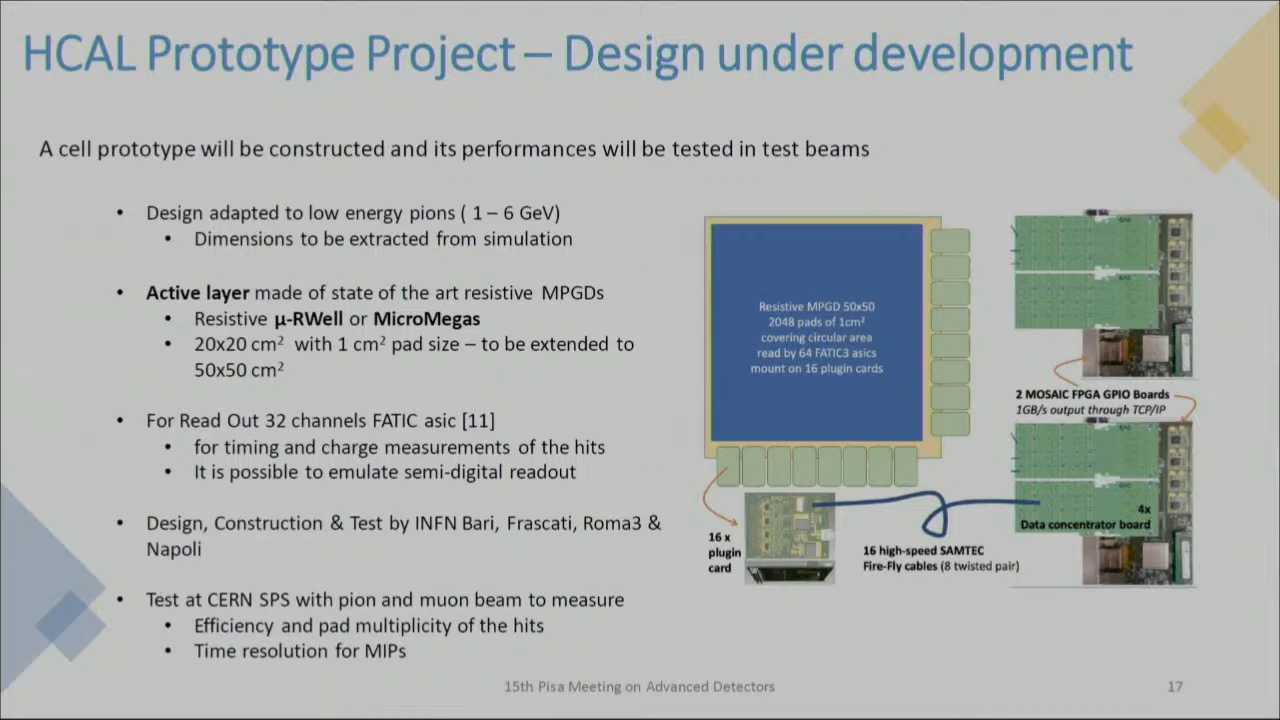 HCAL Prototype Project – Design under development
A cell prototype will be constructed and its performances will be tested in test beams
• Design adapted to low energy pions ( 1 – 6 GeV)
• Dimensions to be extracted from simulation
• Active layer made of state of the art resistive MPGDs
• Resistive µ-RWell or MicroMegas
• 20x20 cm² with 1 cm² pad size – to be extended to
50x50 cm²
• For Read Out 32 channels FATIC asic [11]
• for timing and charge measurements of the hits
• It is possible to emulate semi-digital readout
• Design, Construction & Test by INFN Bari, Frascati, Roma3 &
Napoli
• Test at CERN SPS with pion and muon beam to measure
• Efficiency and pad multiplicity of the hits
• Time resolution for MIPs
Resistive MPGD 50x50
2048 pads of 1cm²
covering circular area
read by 64 FATIC3 asics
mount on 16 plugin cards
2 MOSAIC FPGA GPIO Boards
1GB/s output through TCP/IP
4x
Data concentrator board
16 x
plugin
card
16 high-speed SAMTEC
Fire-Fly cables (8 twisted pair)
15th Pisa Meeting on Advanced Detectors
17